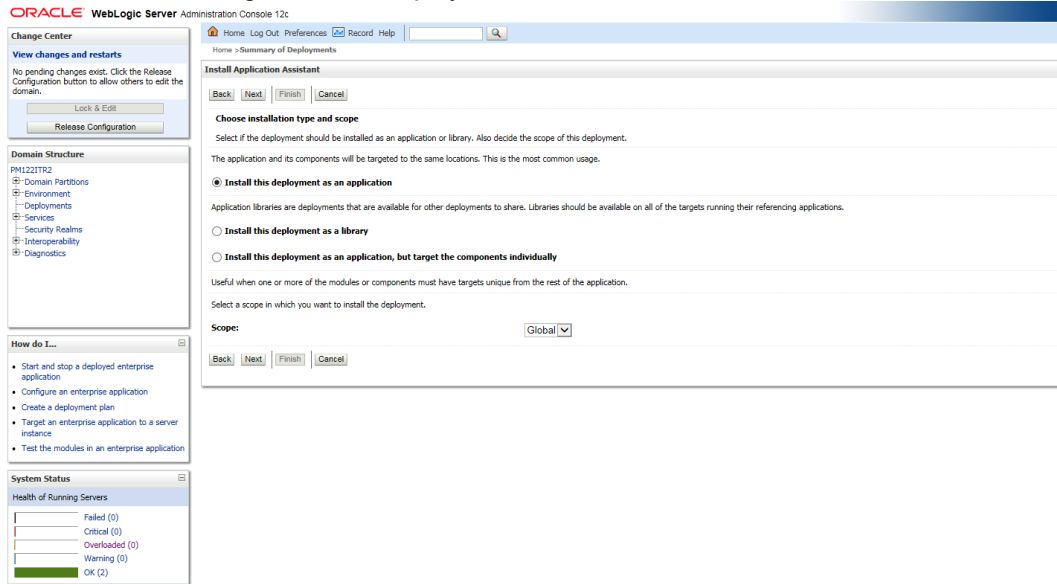 ORACLE WebLogic Server Administration Console 12c
Change Center
View changes and restarts
No pending changes exist. Click the Release
Configuration button to allow others to edit the
domain.
Lock & Edit
Release Configuration
Domain Structure
PM122ITR2
Domain Partitions
Environment
Deployments
Services
Security Realms
Interoperability
Diagnostics
How do I...
Start and stop a deployed enterprise
application
Configure an enterprise application
Create a deployment plan
Target an enterprise application to a server
instance
Test the modules in an enterprise application
System Status
Health of Running Servers
Failed (0)
Critical (0)
Overloaded (0)
Warning (0)
OK (2)
Home Log Out Preferences Record Help
Home >Summary of Deployments
Install Application Assistant
Back Next Finish Cancel
Choose installation type and scope
Select if the deployment should be installed as an application or library. Also decide the scope of this deployment.
The application and its components will be targeted to the same locations. This is the most common usage.
Install this deployment as an application
Application libraries are deployments that are available for other deployments to share. Libraries should be available on all of the targets running their referencing applications.
Install this deployment as a library
Install this deployment as an application, but target the components individually
Useful when one or more of the modules or components must have targets unique from the rest of the application.
Select a scope in which you want to install the deployment.
Scope: Global
Back Next Finish Cancel